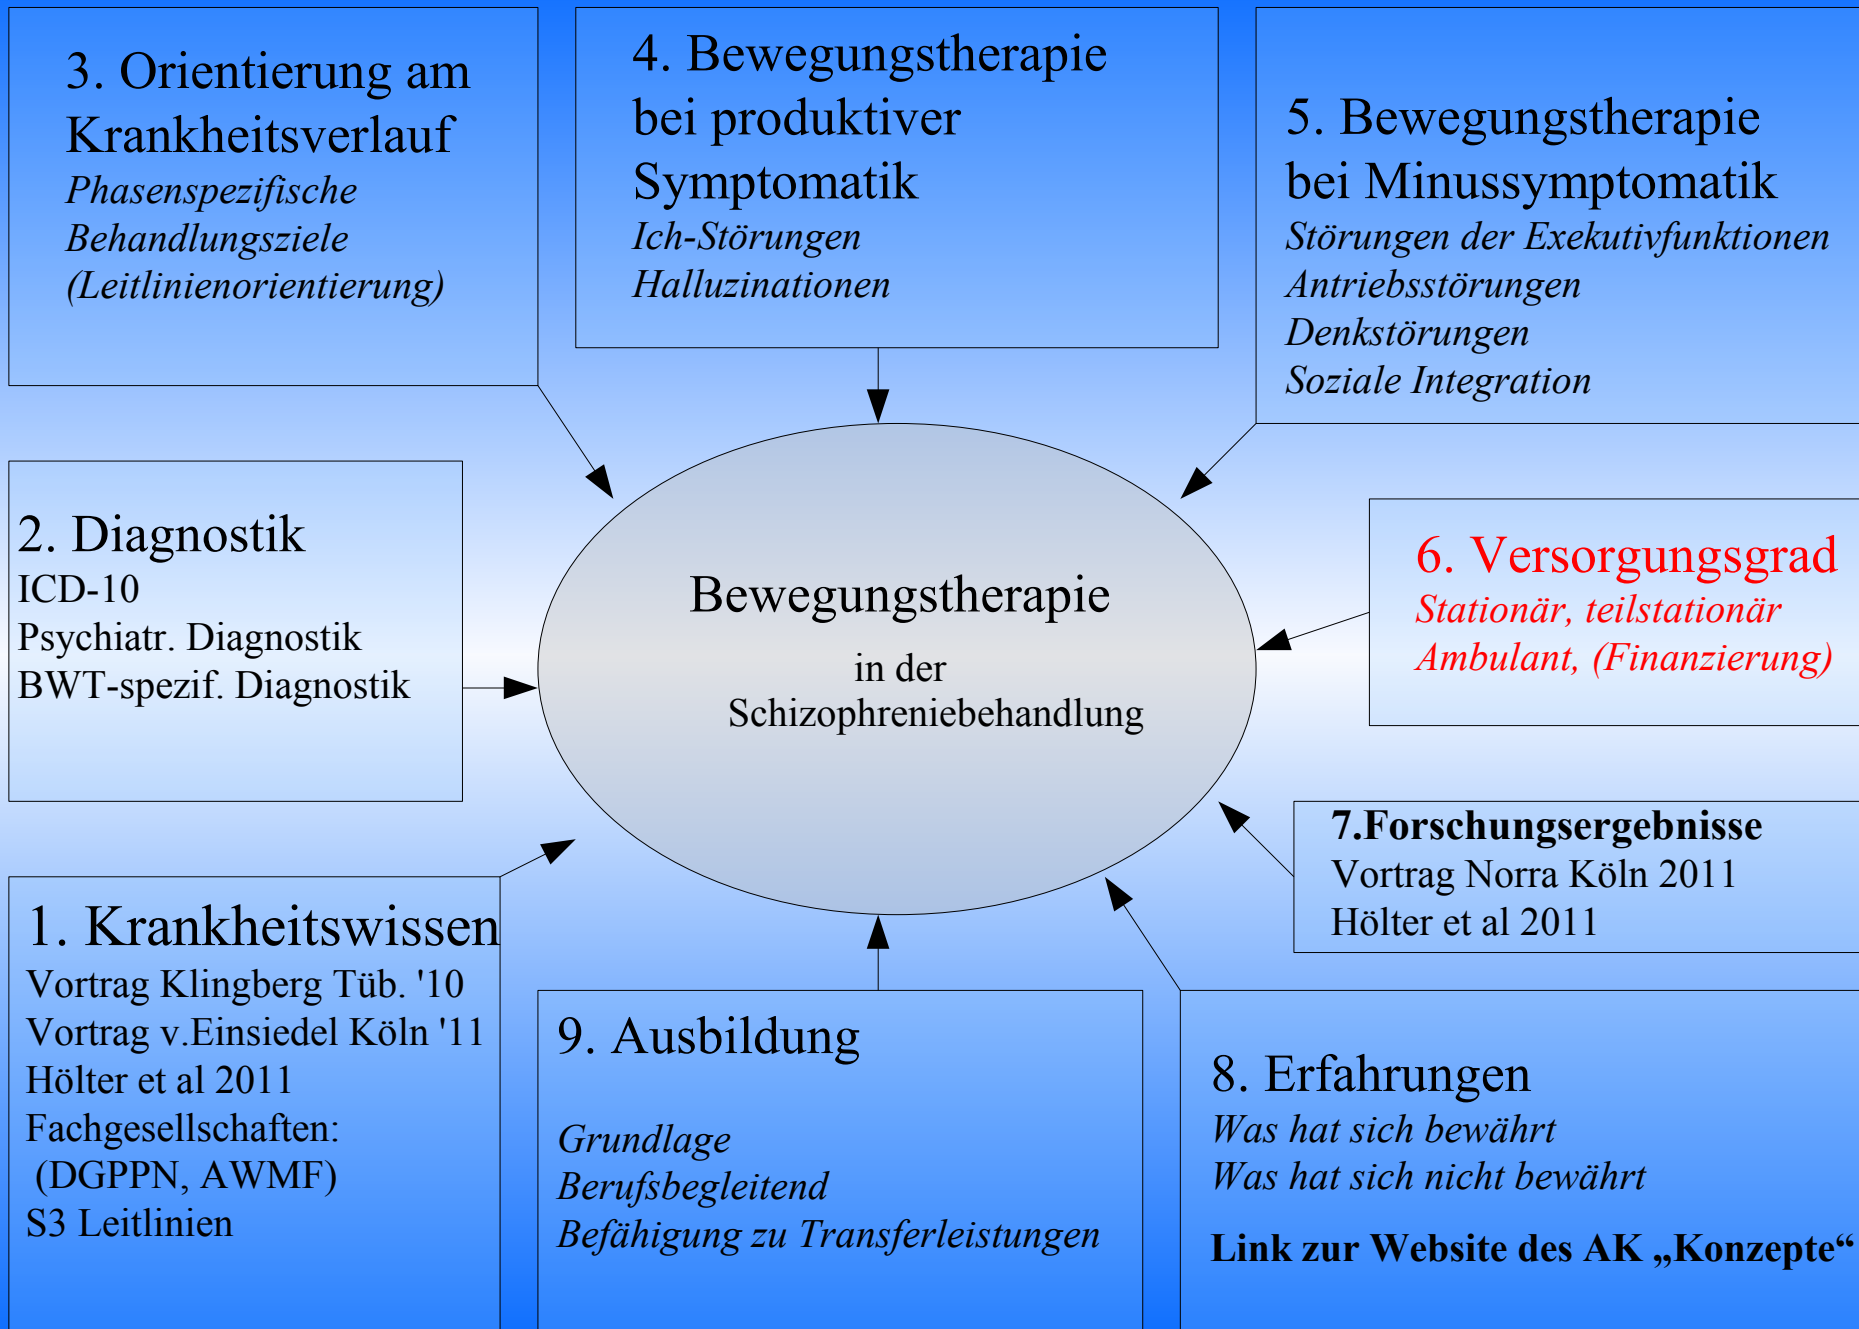 3. Orientierung am
Krankheitsverlauf
Phasenspezifische
Behandlungsziele
(Leitlinienorientierung)
4. Bewegungstherapie
bei produktiver
Symptomatik
Ich-Störungen
Halluzinationen
5. Bewegungstherapie
bei Minussymptomatik
Störungen der Exekutivfunktionen
Antriebsstörungen
Denkstörungen
Soziale Integration
2. Diagnostik
ICD-10
Psychiatr. Diagnostik
BWT-spezif. Diagnostik
Bewegungstherapie
in der
Schizophreniebehandlung
6. Versorgungsgrad
Stationär, teilstationär
Ambulant, (Finanzierung)
7.Forschungsergebnisse
Vortrag Norra Köln 2011
Hölter et al 2011
1. Krankheitswissen
Vortrag Klingberg Tüb. '10
Vortrag v.Einsiedel Köln '11
Hölter et al 2011
Fachgesellschaften:
(DGPPN, AWMF)
S3 Leitlinien
9. Ausbildung
Grundlage
Berufsbegleitend
Befähigung zu Transferleistungen
8. Erfahrungen
Was hat sich bewährt
Was hat sich nicht bewährt
Link zur Website des AK „Konzepte“